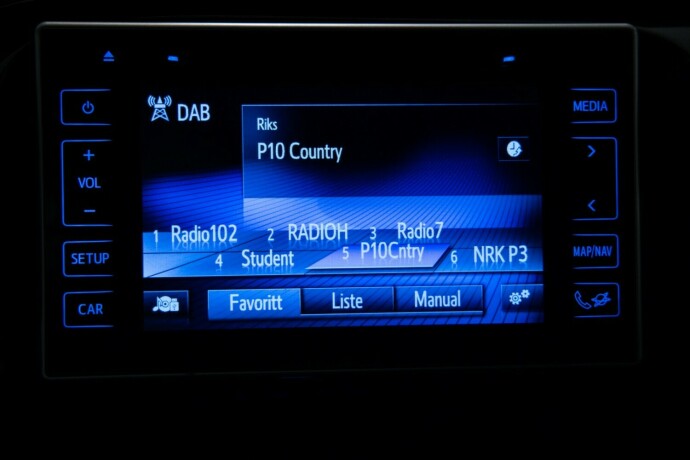 DAB
MEDIA
Riks
P10 Country
+
VOL
−
>
<
1 Radio102 2 RADIOH 3 Radio7
4 Student 5 P10Cntry 6 NRK P3
SETUP
MAP/NAV
CAR
Favoritt Liste Manual